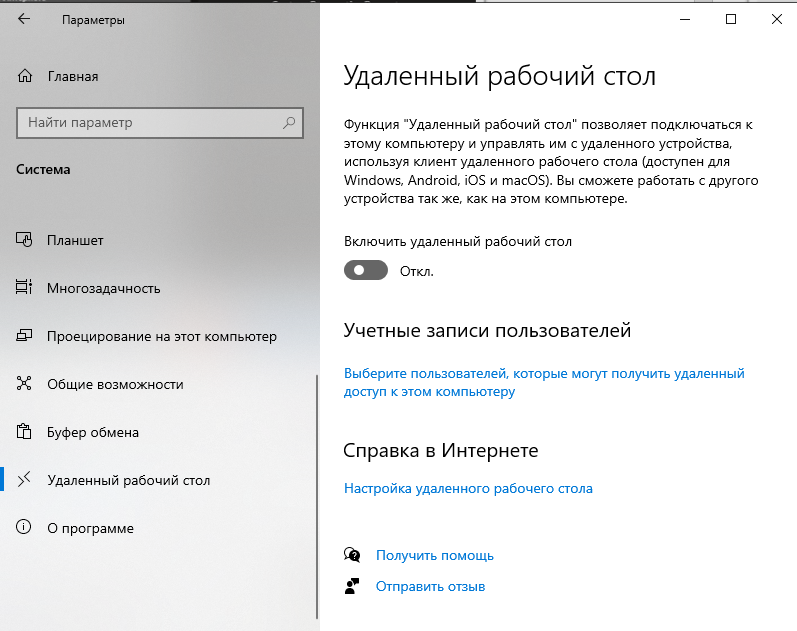 Параметры
Главная
Найти параметр
Система
Планшет
Многозадачность
Проецирование на этот компьютер
Общие возможности
Буфер обмена
Удаленный рабочий стол
О программе
Удаленный рабочий стол
Функция "Удаленный рабочий стол" позволяет подключаться к
этому компьютеру и управлять им с удаленного устройства,
используя клиент удаленного рабочего стола (доступен для
Windows, Android, iOS и macOS). Вы сможете работать с другого
устройства так же, как на этом компьютере.
Включить удаленный рабочий стол
Откл.
Учетные записи пользователей
Выберите пользователей, которые могут получить удаленный
доступ к этом компьютеру
Справка в Интернете
Настройка удаленного рабочего стола
Получить помощь
Отправить отзыв